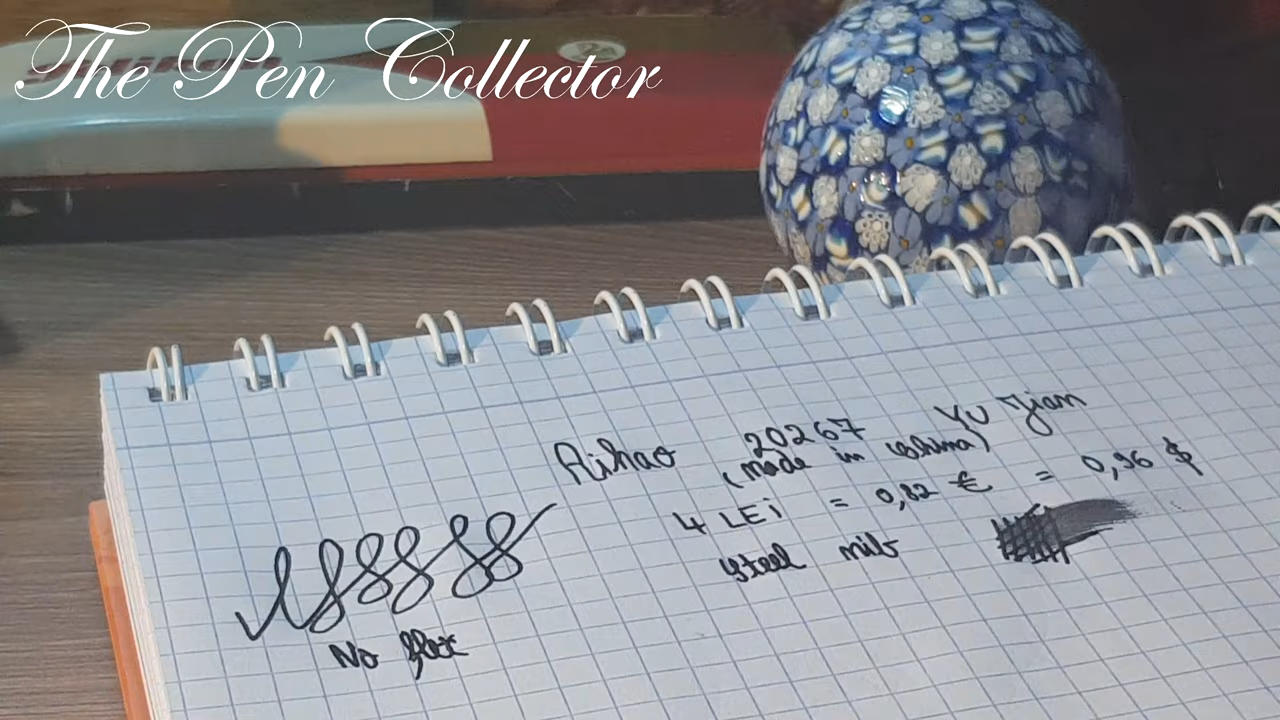 The Pen Collector
Aihao 20267 Yu Jian
(made in China)
4 LEi = 0,82 € = 0,96 $
steel nib
No flex